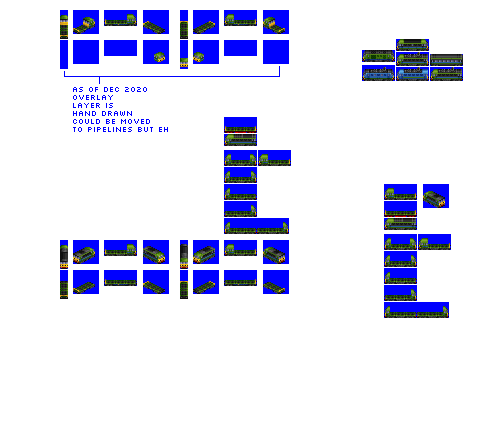 AS OF DEC 2020
OVERLAY
LAYER IS
HAND DRAWN
COULD BE MOVED
TO PIPELINES BUT EH